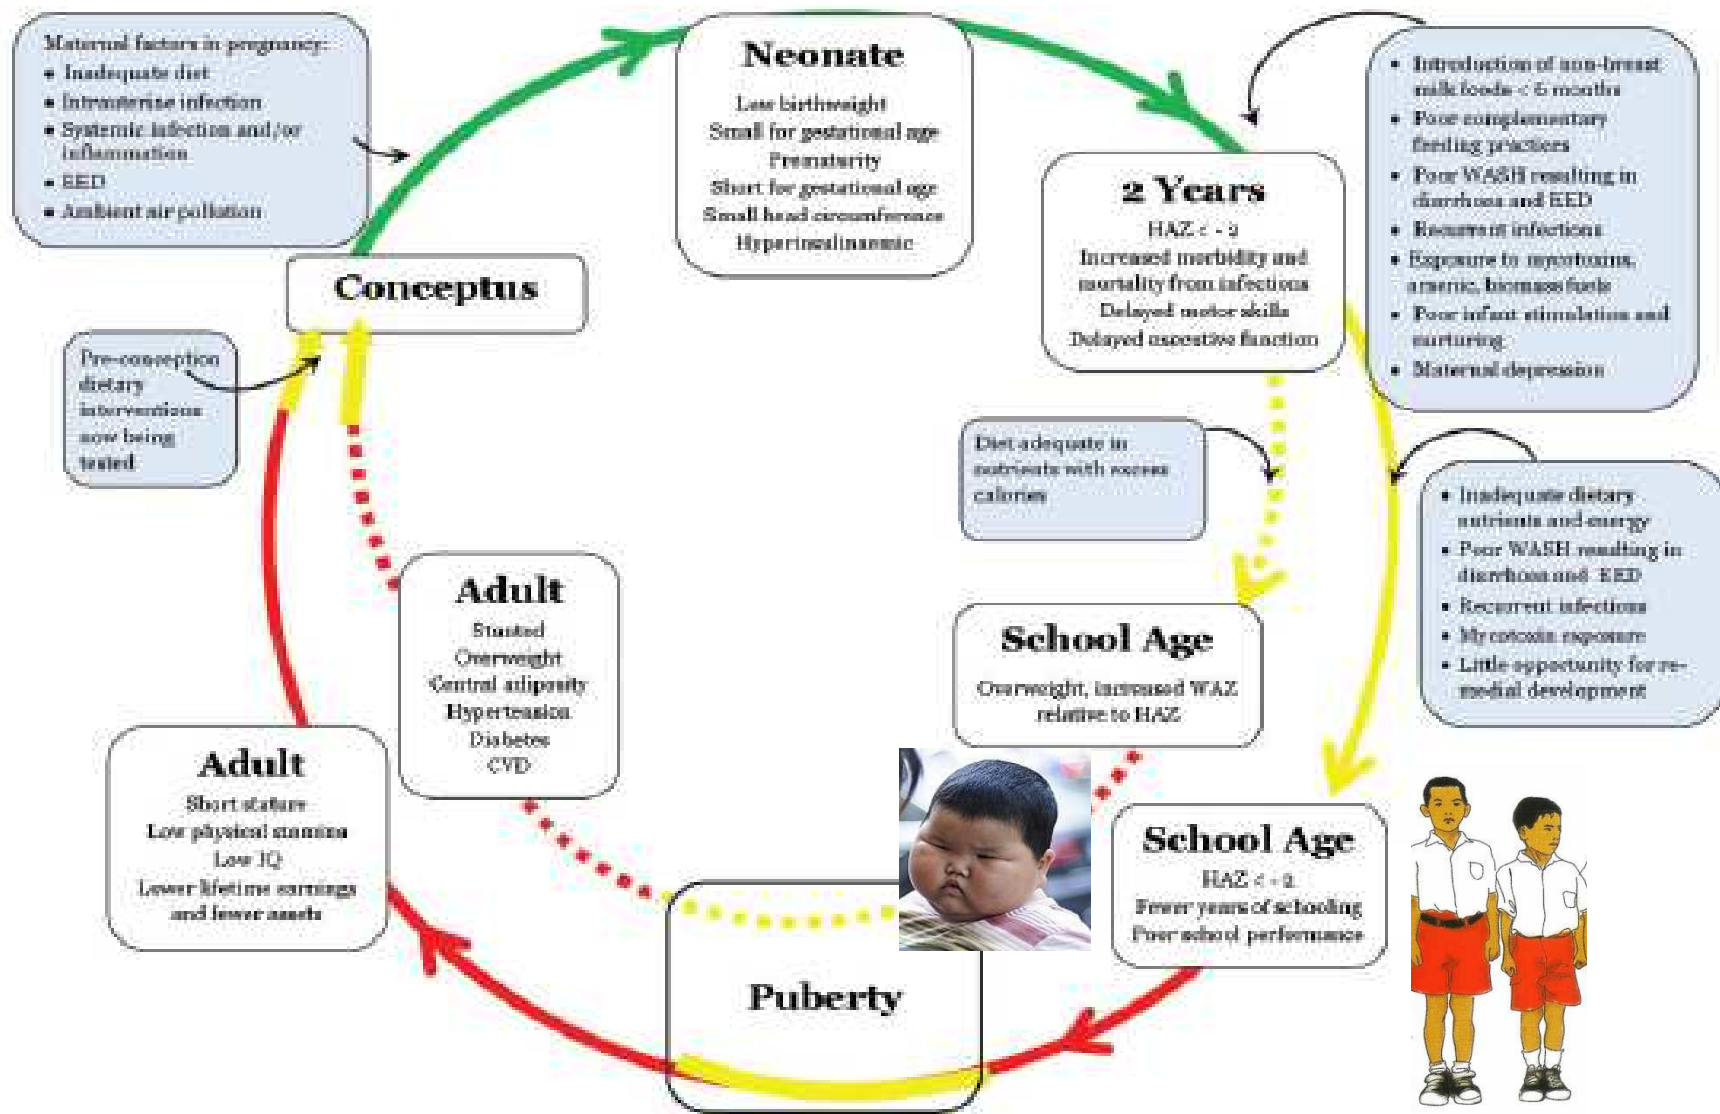 Maternal factors in pregnancy:
• Inadequate diet
• Intrauterine infection
• Systemic infection and/or
inflammation
• EED
• Ambient air pollution
Neonate
Low birthweight
Small for gestational age
Prematurity
Short for gestational age
Small head circumference
Hyperinsulinaemic
• Introduction of non-breast
milk foods < 6 months
• Poor complementary
feeding practices
• Poor WASH resulting in
diarrhoea and EED
• Recurrent infections
• Exposure to mycotoxins,
arsenic, biomass fuels
• Poor infant stimulation and
nurturing
• Maternal depression
2 Years
HAZ < - 2
Increased morbidity and
mortality from infections
Delayed motor skills
Delayed executive function
Conceptus
Pre-conception
dietary
interventions
now being
tested
Diet adequate in
nutrients with excess
calories
• Inadequate dietary
nutrients and energy
• Poor WASH resulting in
diarrhoea and EED
• Recurrent infections
• Mycotoxin exposure
• Little opportunity for re-
medial development
Adult
Stunted
Overweight
Central adiposity
Hypertension
Diabetes
CVD
School Age
Overweight, increased WAZ
relative to HAZ
Adult
Short stature
Low physical stamina
Low IQ
Lower lifetime earnings
and lower assets
School Age
HAZ < - 2
Fewer years of schooling
Poor school performance
Puberty